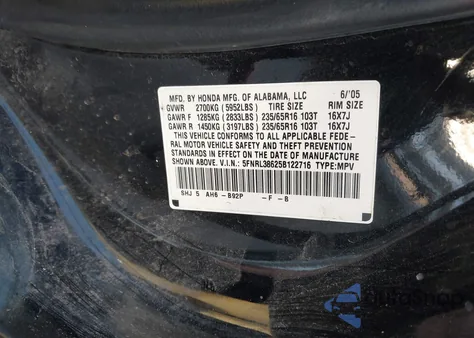 MFD. BY HONDA MFG. OF ALABAMA, LLC 6/'05
GVWR 2700KG (5952LBS) TIRE SIZE RIM SIZE
GAWR F 1285KG (2833LBS) 235/65R16 103T 16X7J
GAWR R 1450KG (3197LBS) 235/65R16 103T 16X7J
THIS VEHICLE CONFORMS TO ALL APPLICABLE FEDE-
RAL MOTOR VEHICLE SAFETY AND THEFT PREVENTION
STANDARDS IN EFFECT ON THE DATE OF MANUFACTURE
SHOWN ABOVE. V.I.N.: 5FNRL38625B122716 TYPE:MPV
SHJ 5 AH6 - B92P - F - B
AutoSnap